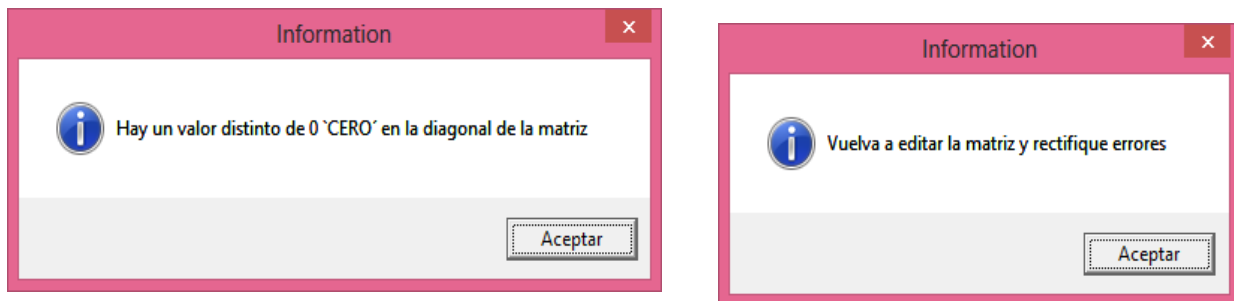 Information
Hay un valor distinto de 0 `CERO´ en la diagonal de la matriz
Aceptar
Information
Vuelva a editar la matriz y rectifique errores
Aceptar